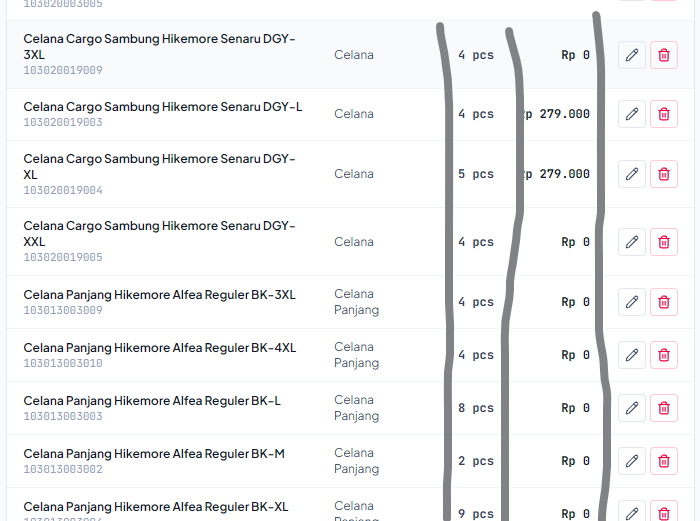 103020003005
Celana Cargo Sambung Hikemore Senaru DGY-
3XL
103020019009
Celana
4 pcs
Rp 0
Celana Cargo Sambung Hikemore Senaru DGY-L
103020019003
Celana
4 pcs
p 279.000
Celana Cargo Sambung Hikemore Senaru DGY-
XL
103020019004
Celana
5 pcs
p 279.000
Celana Cargo Sambung Hikemore Senaru DGY-
XXL
103020019005
Celana
4 pcs
Rp 0
Celana Panjang Hikemore Alfea Reguler BK-3XL
103013003009
Celana
Panjang
4 pcs
Rp 0
Celana Panjang Hikemore Alfea Reguler BK-4XL
103013003010
Celana
Panjang
4 pcs
Rp 0
Celana Panjang Hikemore Alfea Reguler BK-L
103013003003
Celana
Panjang
8 pcs
Rp 0
Celana Panjang Hikemore Alfea Reguler BK-M
103013003002
Celana
Panjang
2 pcs
Rp 0
Celana Panjang Hikemore Alfea Reguler BK-XL
Celana
Panjang
9 pcs
Rp 0